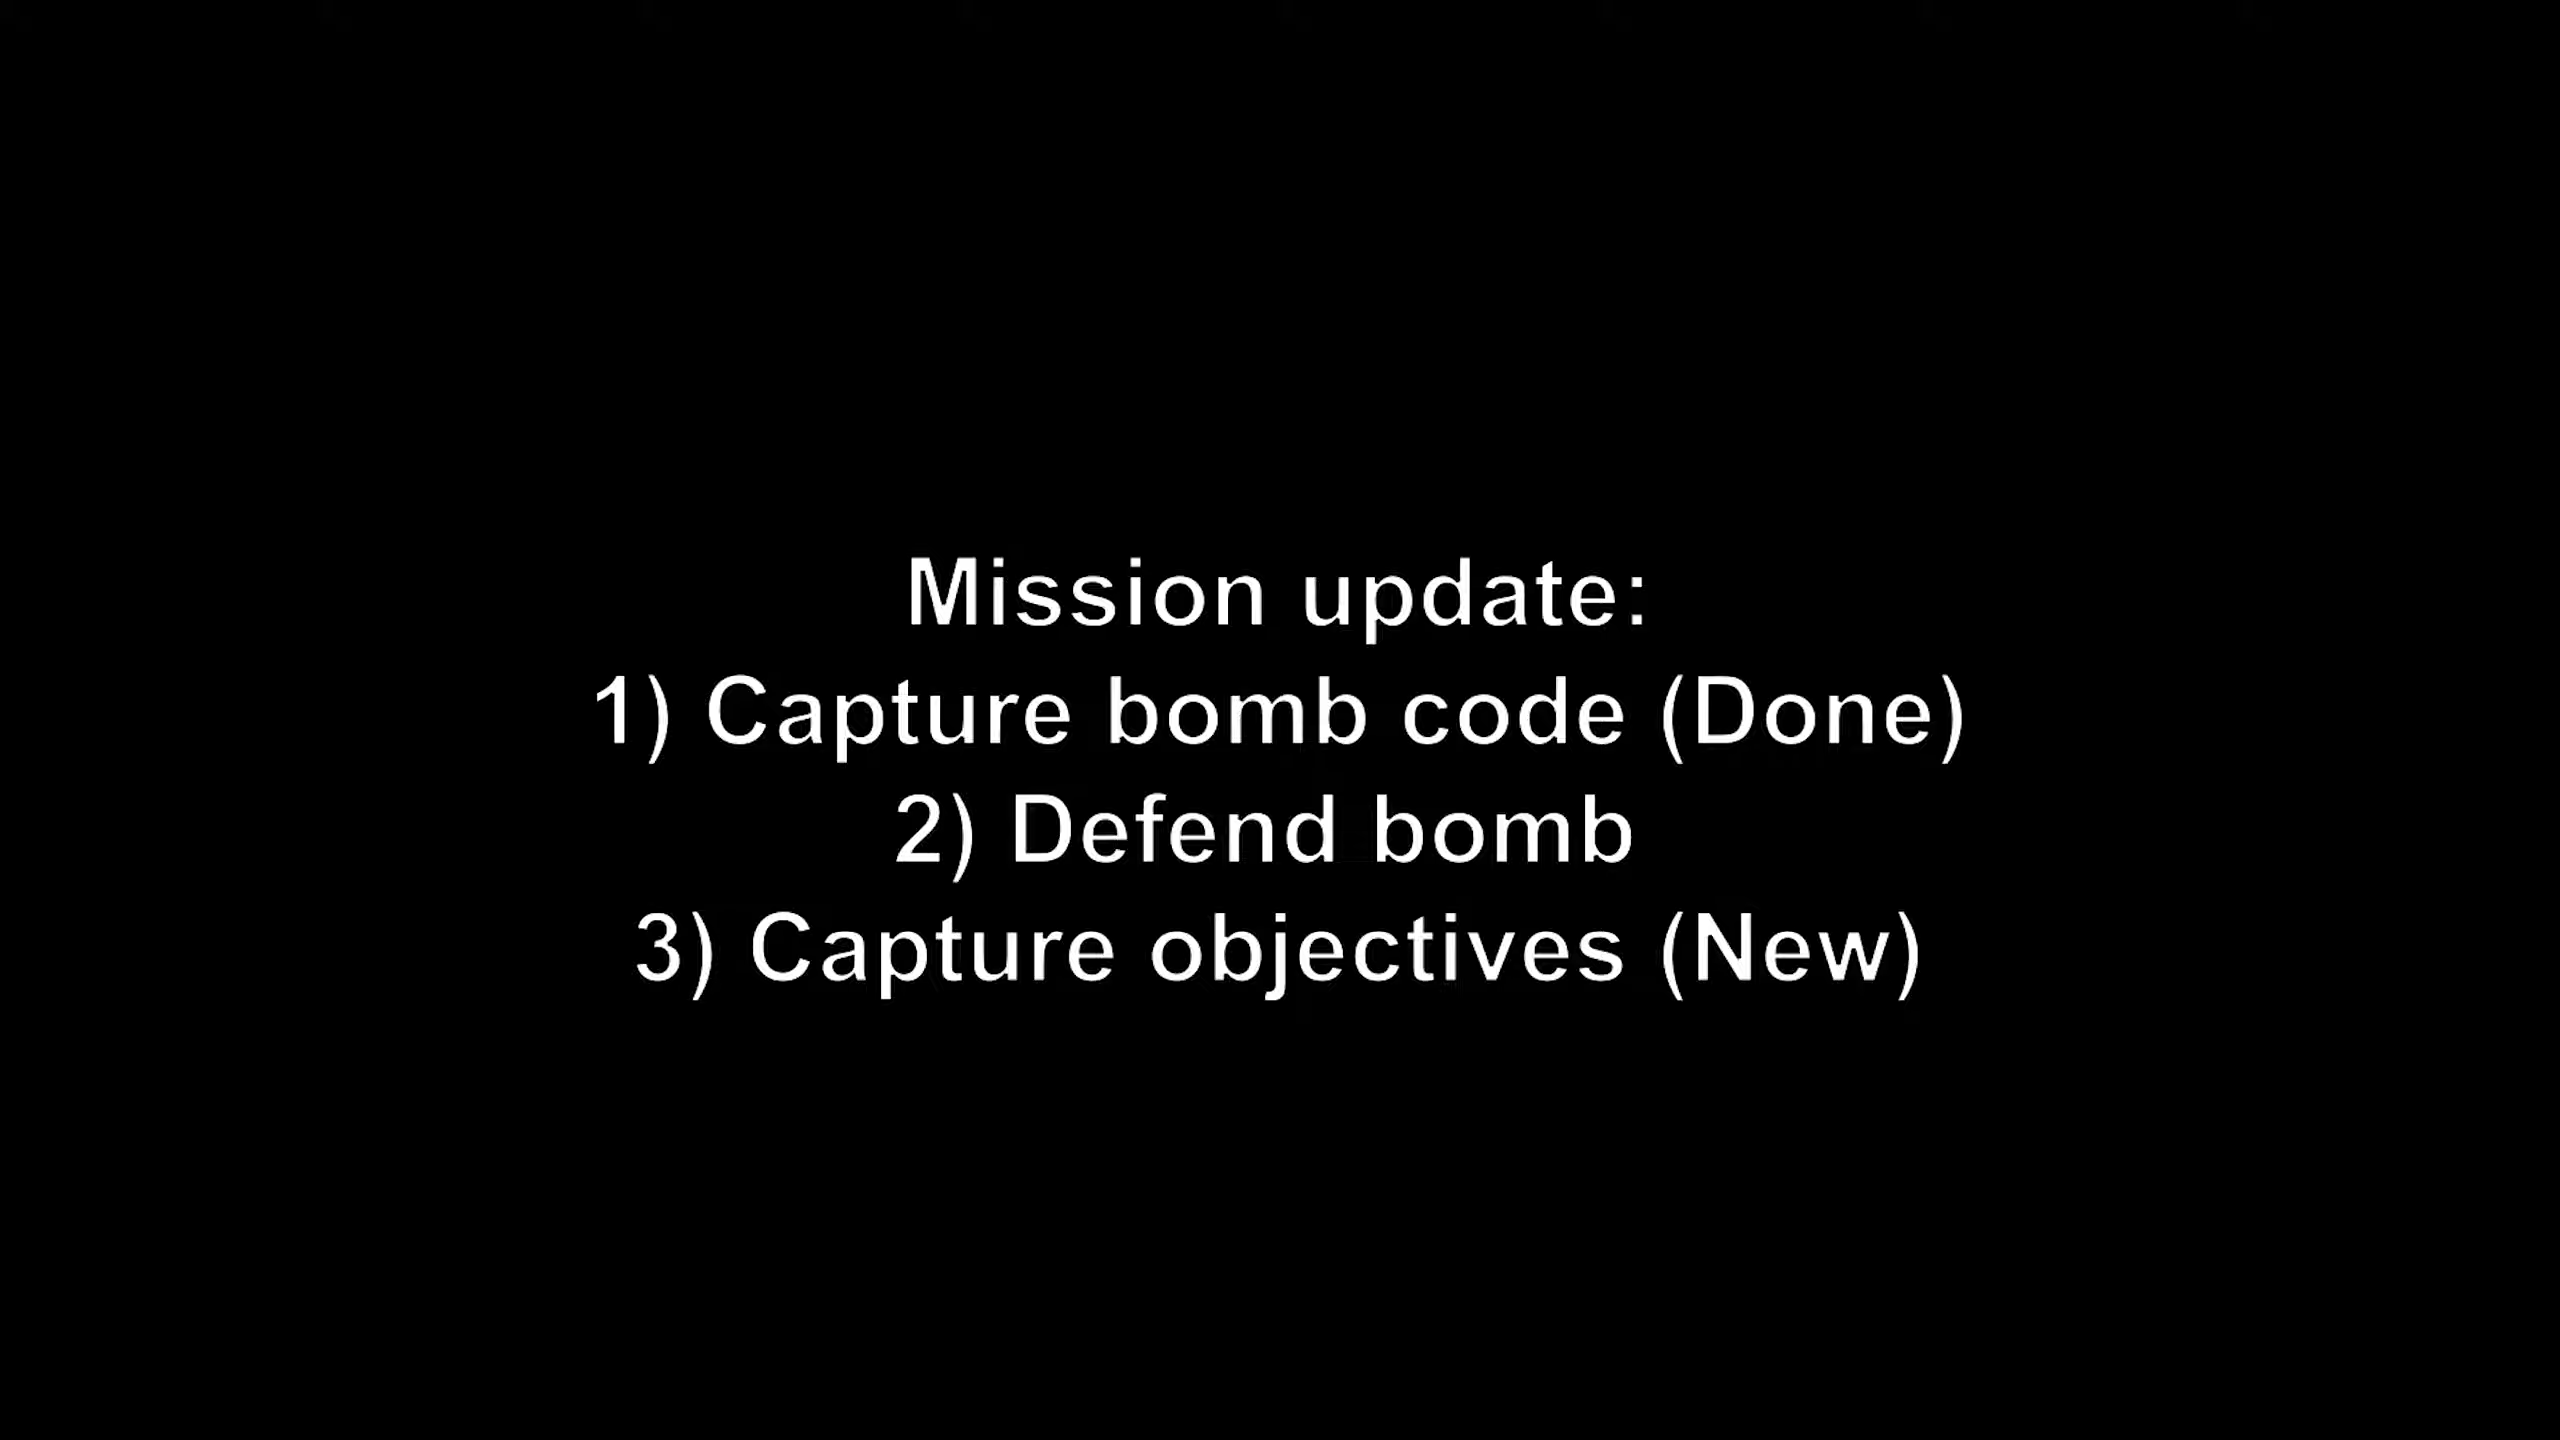 Mission update:
1) Capture bomb code (Done)
2) Defend bomb
3) Capture objectives (New)